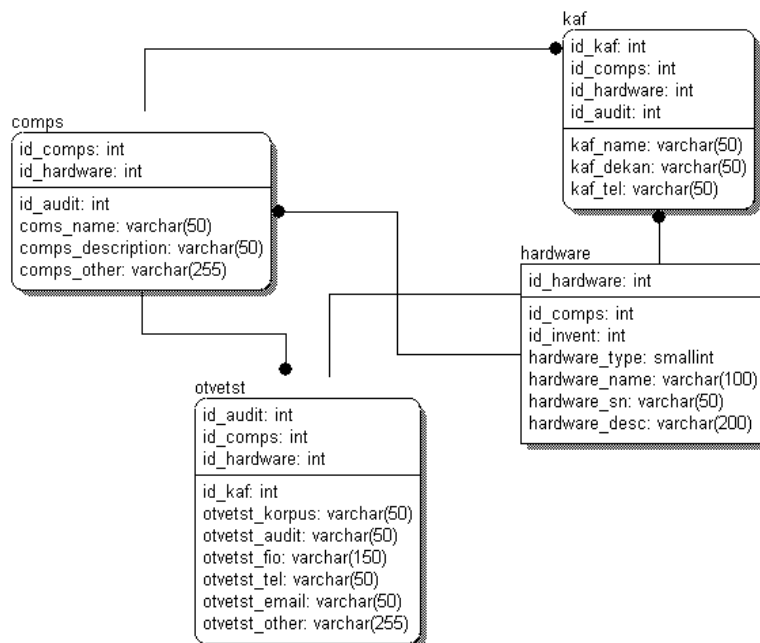 kaf
id_kaf: int
id_comps: int
id_hardware: int
id_audit: int
kaf_name: varchar(50)
kaf_dekan: varchar(50)
kaf_tel: varchar(50)
comps
id_comps: int
id_hardware: int
id_audit: int
coms_name: varchar(50)
comps_description: varchar(50)
comps_other: varchar(255)
hardware
id_hardware: int
id_comps: int
id_invent: int
hardware_type: smallint
hardware_name: varchar(100)
hardware_sn: varchar(50)
hardware_desc: varchar(200)
otvetst
id_audit: int
id_comps: int
id_hardware: int
id_kaf: int
otvetst_korpus: varchar(50)
otvetst_audit: varchar(50)
otvetst_fio: varchar(150)
otvetst_tel: varchar(50)
otvetst_email: varchar(50)
otvetst_other: varchar(255)